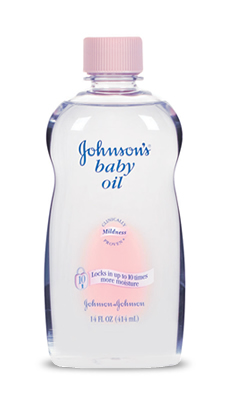 Johnson's
baby
oil
CLINICALLY
Mildness
PROVEN
10
Locks in up to 10 times
more moisture
Johnson & Johnson
14 FL OZ (414 mL)